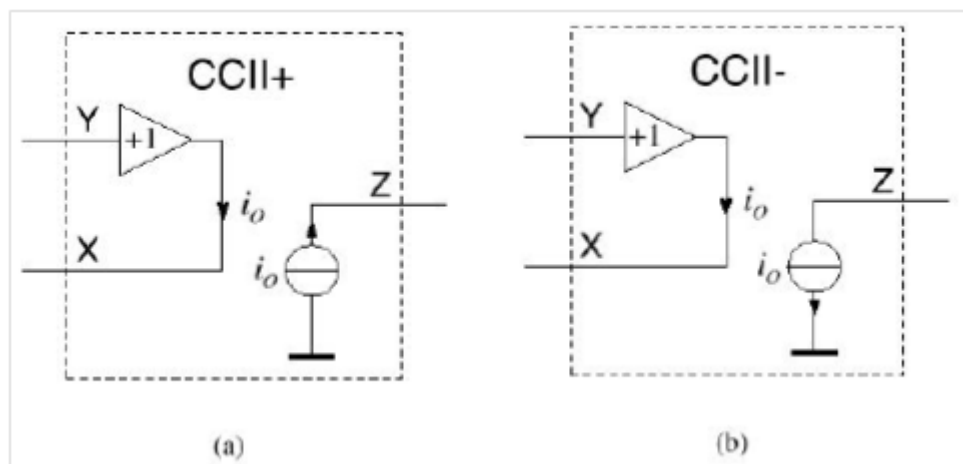 CCII+
Y
+1
Z
i_o
X
i_o
(a)
CCII-
Y
+1
Z
i_o
X
i_o
(b)